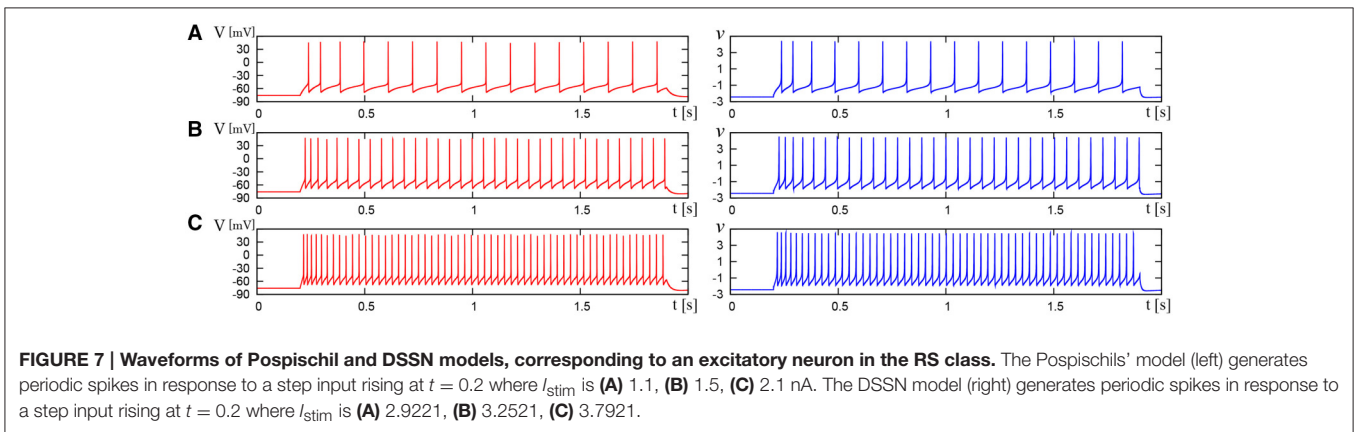 A V [mV] v
30 3
0 1
-30
-60 -1
-90 -3
0 0.5 1 1.5 t [s] 0 0.5 1 1.5 t [s]
B V [mV] v
30 3
0 1
-30
-60 -1
-90 -3
0 0.5 1 1.5 t [s] 0 0.5 1 1.5 t [s]
C V [mV] v
30 3
0 1
-30
-60 -1
-90 -3
0 0.5 1 1.5 t [s] 0 0.5 1 1.5 t [s]
FIGURE 7 | Waveforms of Pospischil and DSSN models, corresponding to an excitatory neuron in the RS class. The Pospischils' model (left) generates
periodic spikes in response to a step input rising at t = 0.2 where Istim is (A) 1.1, (B) 1.5, (C) 2.1 nA. The DSSN model (right) generates periodic spikes in response to
a step input rising at t = 0.2 where Istim is (A) 2.9221, (B) 3.2521, (C) 3.7921.